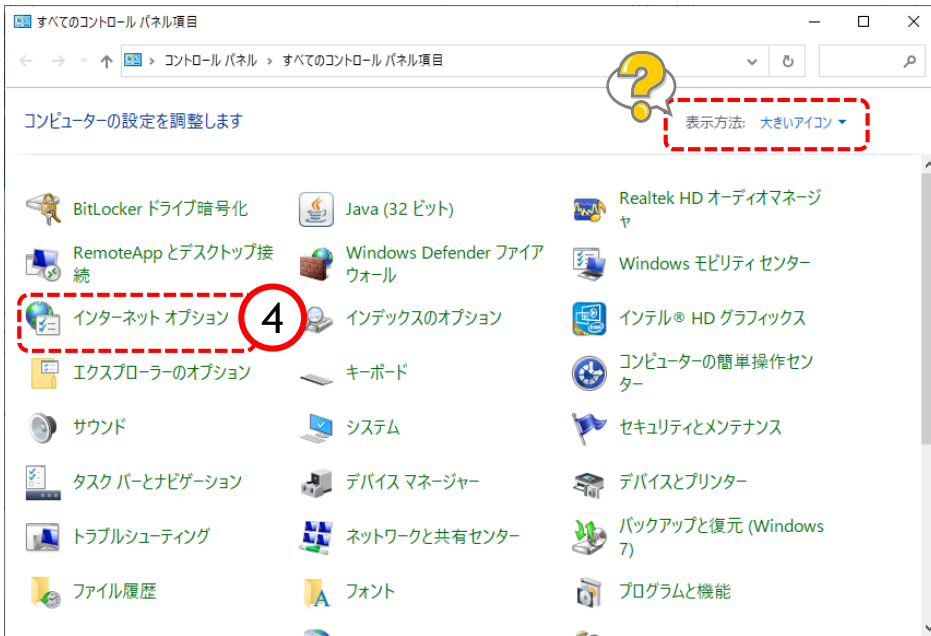 すべてのコントロール パネル項目
コントロール パネル › すべてのコントロール パネル項目
?
コンピューターの設定を調整します
表示方法: 大きいアイコン
BitLocker ドライブ暗号化
Java (32 ビット)
Realtek HD オーディオマネージ
ャ
RemoteApp とデスクトップ接
続
Windows Defender ファイア
ウォール
Windows モビリティ センター
インターネット オプション
4
インデックスのオプション
インテル® HD グラフィックス
エクスプローラーのオプション
キーボード
コンピューターの簡単操作セン
ター
サウンド
システム
セキュリティとメンテナンス
タスク バーとナビゲーション
デバイス マネージャー
デバイスとプリンター
トラブルシューティング
ネットワークと共有センター
バックアップと復元 (Windows
7)
ファイル履歴
フォント
プログラムと機能